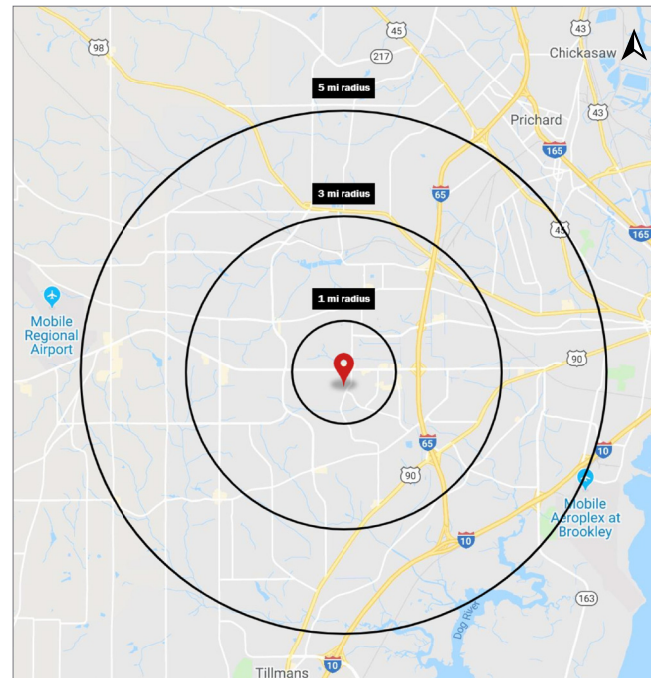 45
98
217
Chickasaw
43
5 mi radius
43
Prichard
165
65
3 mi radius
45
165
1 mi radius
Mobile
Regional
Airport
90
65
10
90
Mobile
Aeroplex at
Brookley
10
163
Dog River
10
Tillmans